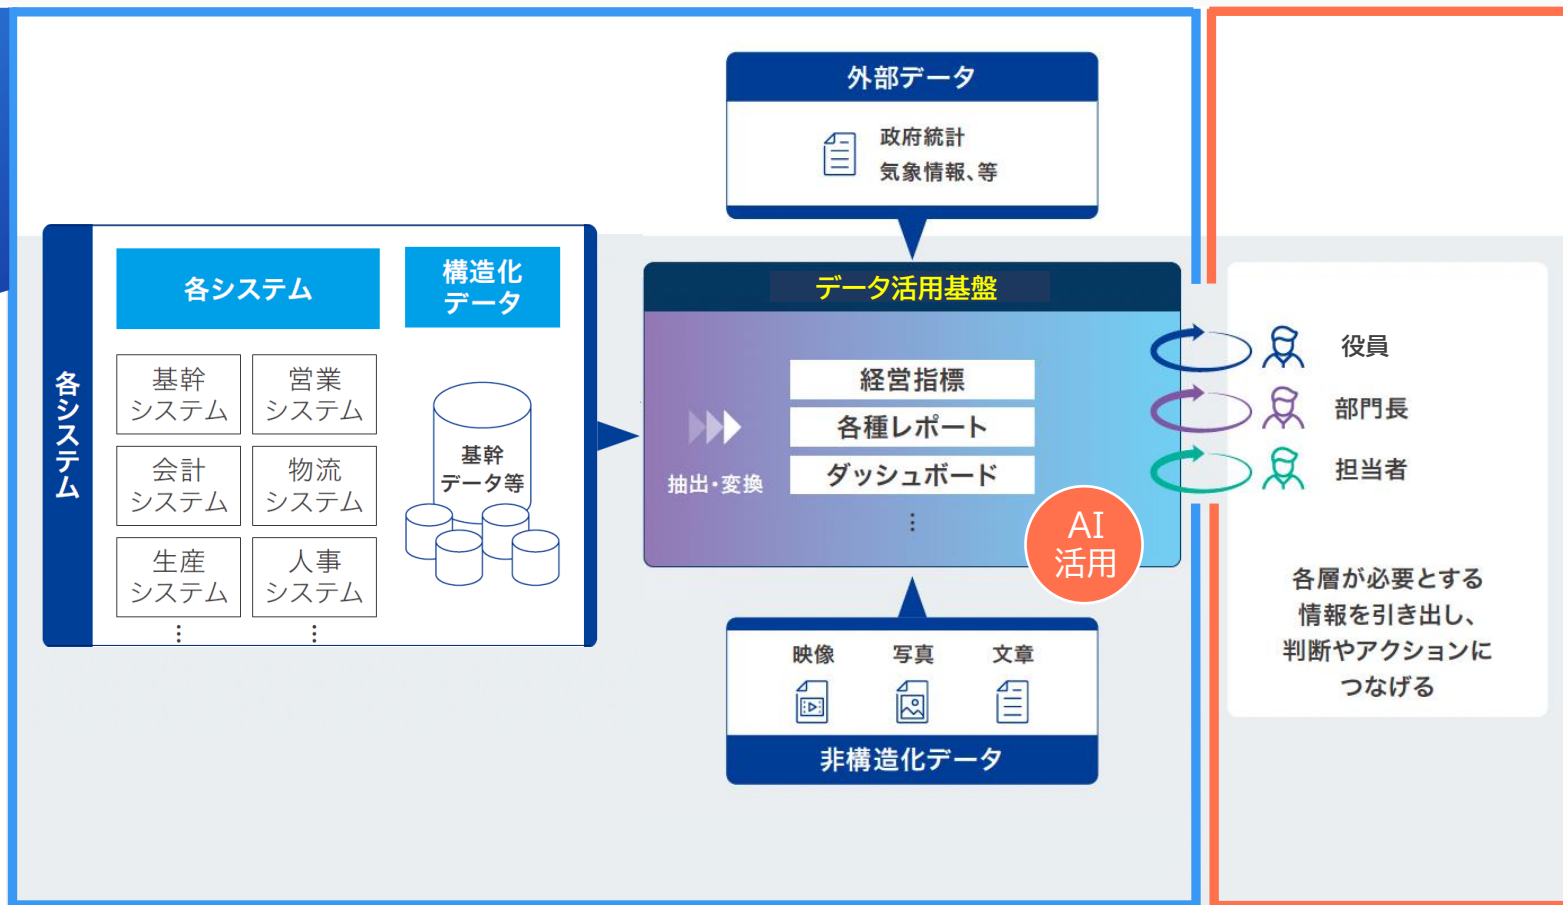 外部データ
政府統計
気象情報、等
各システム
各システム
構造化
データ
基幹
システム
営業
システム
会計
システム
物流
システム
生産
システム
人事
システム
⋮
⋮
基幹
データ等
データ活用基盤
抽出・変換
経営指標
各種レポート
ダッシュボード
⋮
AI
活用
映像
写真
文章
非構造化データ
役員
部門長
担当者
各層が必要とする
情報を引き出し、
判断やアクションに
つなげる